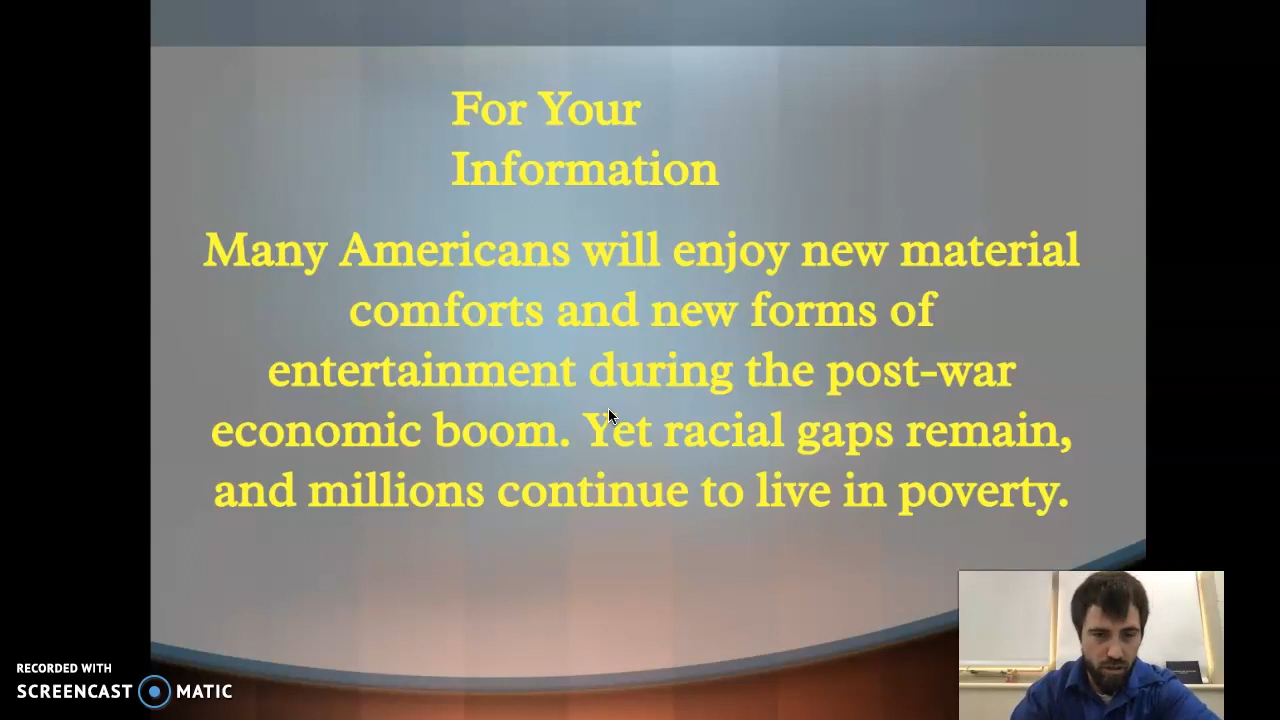 For Your
Information
Many Americans will enjoy new material
comforts and new forms of
entertainment during the post-war
economic boom. Yet racial gaps remain,
and millions continue to live in poverty.
RECORDED WITH
SCREENCAST MATIC